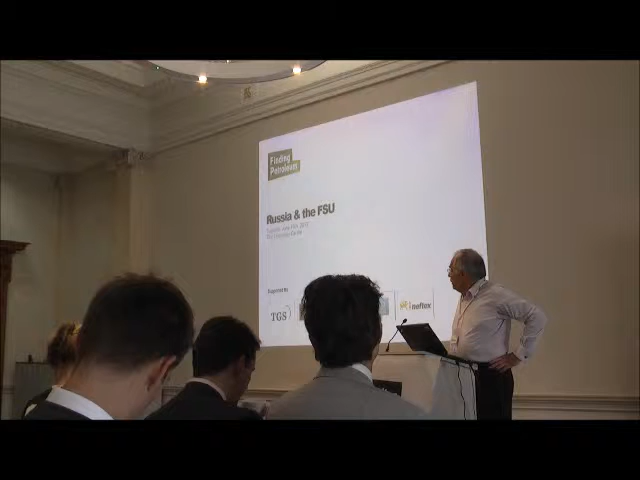 Finding
Petroleum
Russia & the FSU
Supported by
TGS
neftex